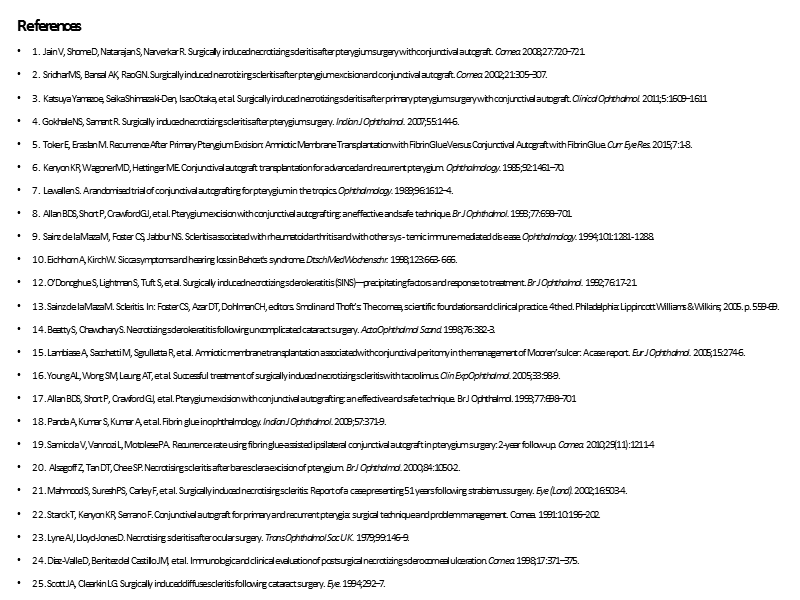 References
• 1. Jain V, Shome D, Natarajan S, Narverkar R. Surgically induced necrotizing scleritis after pterygium surgery with conjunctival autograft. Cornea. 2008;27:720–721.
• 2. Sridhar MS, Bansal AK, Rao GN. Surgically induced necrotizing scleritis after pterygium excision and conjunctival autograft. Cornea. 2002;21:305–307.
• 3. Katsuya Yamazoe, Seika Shimazaki-Den, Isao Otaka, et al. Surgically induced necrotizing scleritis after primary pterygium surgery with conjunctival autograft. Clinical Ophthalmol. 2011;5:1609–1611
• 4. Gokhale NS, Samant R. Surgically induced necrotizing scleritis after pterygium surgery. Indian J Ophthalmol. 2007;55:144-6.
• 5. Toker E, Eraslan M. Recurrence After Primary Pterygium Excision: Amniotic Membrane Transplantation with Fibrin Glue Versus Conjunctival Autograft with Fibrin Glue. Curr Eye Res. 2015;7:1-8.
• 6. Kenyon KR, Wagoner MD, Hettinger ME. Conjunctival autograft transplantation for advanced and recurrent pterygium. Ophthalmology. 1985;92:1461–70.
• 7. Lewallen S. A randomised trial of conjunctival autografting for pterygium in the tropics. Ophthalmology. 1989;96:1612–4.
• 8. Allan BDS, Short P, Crawford GJ, et al. Pterygium excision with conjunctival autografting: an effective and safe technique. Br J Ophthalmol. 1993;77:698–701.
• 9. Sainz de la Maza M, Foster CS, Jabbur NS. Scleritis associated with rheumatoid arthritis and with other sys- temic immune-mediated disease. Ophthalmology. 1994;101:1281-1288.
• 10. Eichhorn A, Kirch W. Sicca symptoms and hearing loss in Behcet's syndrome. Dtsch Med Wochenschr. 1998;123:663- 666.
• 12. O'Donoghue S, Lightman S, Tuft S, et al. Surgically induced necrotizing sclerokeratitis (SINS)—precipitating factors and response to treatment. Br J Ophthalmol. 1992;76:17-21.
• 13. Sainz de la Maza M. Scleritis. In: Foster CS, Azar DT, Dohlman CH, editors. Smolin and Thoft's: The cornea, scientific foundations and clinical practice. 4thed. Philadelphia: Lippincott Williams & Wilkins; 2005. p. 559-69.
• 14. Beatty S, Chawdhary S. Necrotizing sclerokeratitis following uncomplicated cataract surgery. Acta Ophthalmol Scand. 1998;76:382-3.
• 15. Lambiase A, Sacchetti M, Sgrulletta R, et al. Amniotic membrane transplantation associated with conjunctival peritomy in the management of Mooren's ulcer: A case report. Eur J Ophthalmol. 2005;15:274-6.
• 16. Young AL, Wong SM, Leung AT, et al. Successful treatment of surgically induced necrotizing scleritis with tacrolimus. Clin Exp Ophthalmol. 2005;33:98-9.
• 17. Allan BDS, Short P, Crawford GJ, et al. Pterygium excision with conjunctival autografting: an effective and safe technique. Br J Ophthalmol. 1993;77:698–701
• 18. Panda A, Kumar S, Kumar A, et al. Fibrin glue in ophthalmology. Indian J Ophthalmol. 2009;57:371-9.
• 19. Sarnicola V, Vannozzi L, Motolese PA. Recurrence rate using fibrin glue-assisted ipsilateral conjunctival autograft in pterygium surgery: 2-year follow-up. Cornea. 2010;29(11):1211-4
• 20. Alsagoff Z, Tan DT, Chee SP. Necrotising scleritis after bare sclera excision of pterygium. Br J Ophthalmol. 2000;84:1050-2.
• 21. Mahmood S, Suresh PS, Carley F, et al. Surgically induced necrotising scleritis: Report of a case presenting 51 years following strabismus surgery. Eye (Lond). 2002;16:503-4.
• 22. Starck T, Kenyon KR, Serrano F. Conjunctival autograft for primary and recurrent pterygia: surgical technique and problem management. Cornea. 1991:10:196–202.
• 23. Lyne AJ, Lloyd-Jones D. Necrotising scleritis after ocular surgery. Trans Ophthalmol Soc U K. 1979;99:146–9.
• 24. Diaz-Valle D, Benitez del Castillo JM, et al. Immunologic and clinical evaluation of postsurgical necrotizing sclerocorneal ulceration. Cornea. 1998;17:371–375.
• 25. Scott JA, Clearkin LG. Surgically induced diffuse scleritis following cataract surgery. Eye. 1994;292–7.